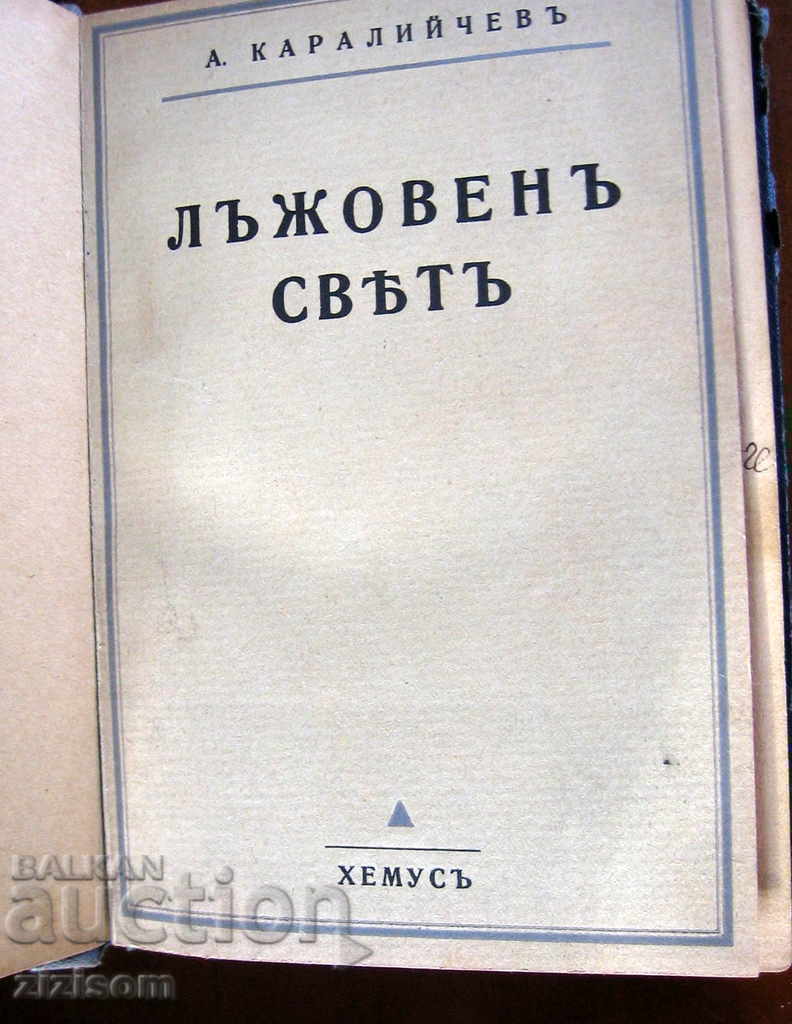 А. КАРАЛИЙЧЕВЪ
ЛЪЖОВЕНЪ
СВѢТЪ
ХЕМУСЪ
BALKAN
auction
zizisom